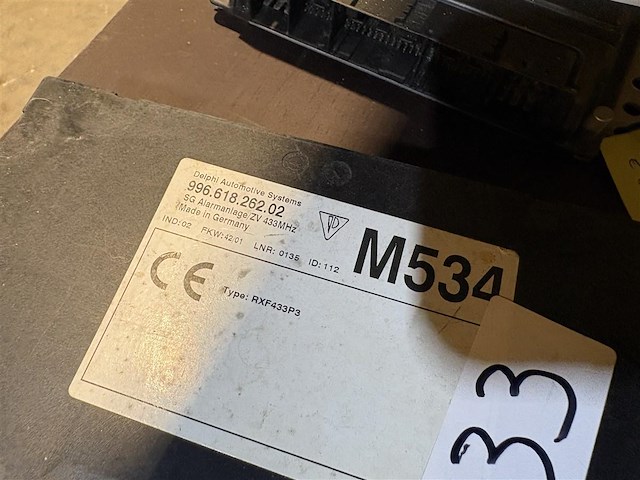 Delphi Automotive Systems
996.618.262.02
SG Alarmanlage ZV 433MHz
Made in Germany
IND: 02 FKW: 42/01 LNR: 0135 ID: 112
M534
CE
Type: RXF433P3
33